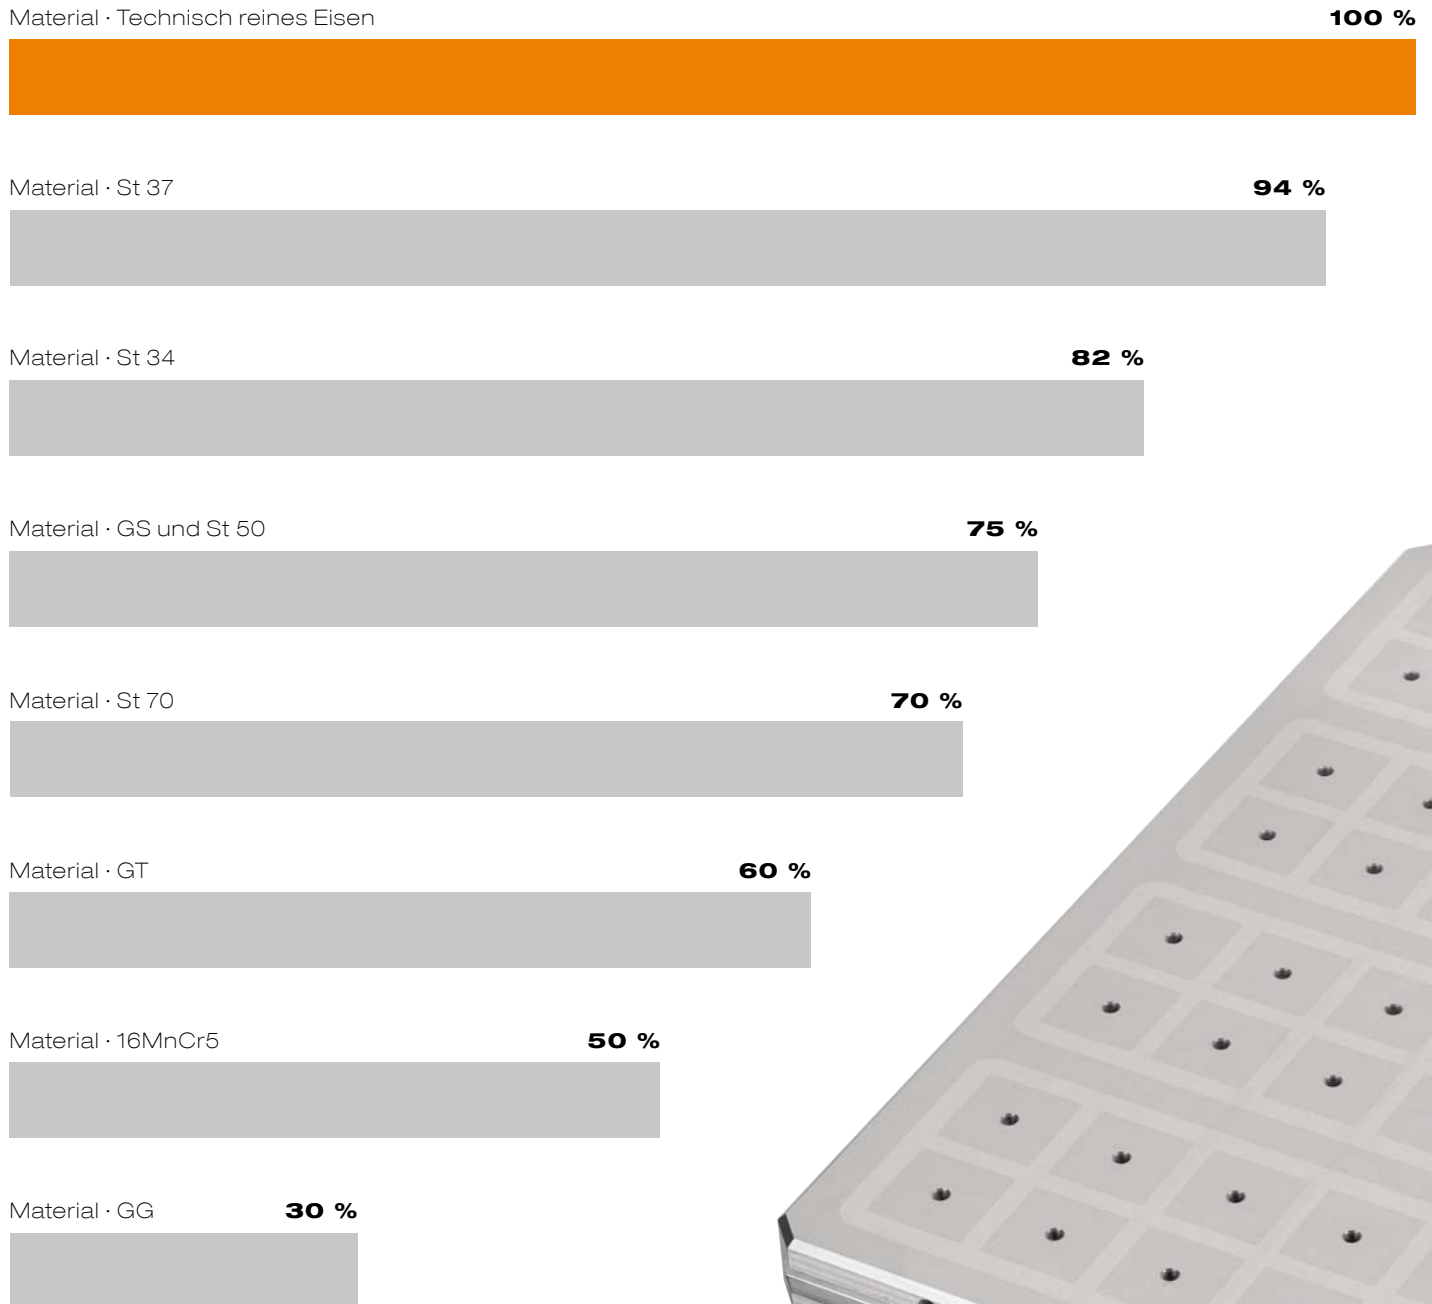 Material · Technisch reines Eisen 100 %
Material · St 37 94 %
Material · St 34 82 %
Material · GS und St 50 75 %
Material · St 70 70 %
Material · GT 60 %
Material · 16MnCr5 50 %
Material · GG 30 %